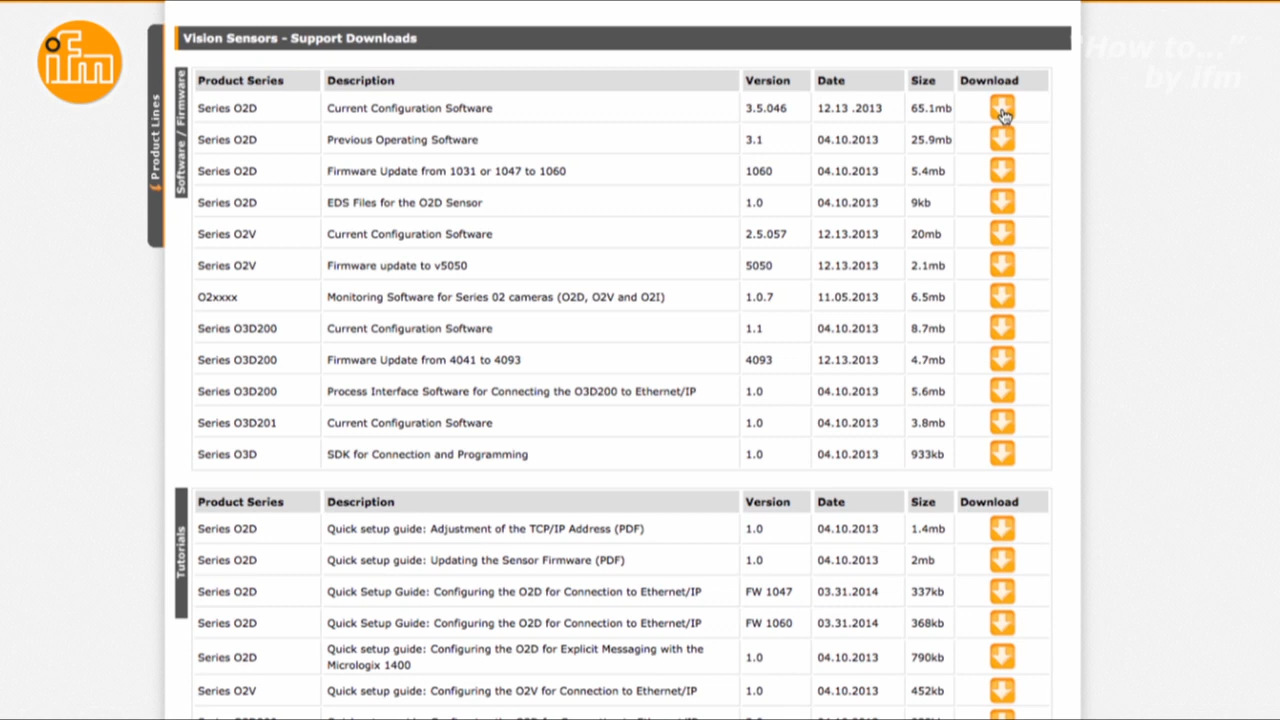 ifm
"How to..."
by ifm
Vision Sensors - Support Downloads
Product Lines
Software / Firmware
Product Series Description Version Date Size Download
Series O2D Current Configuration Software 3.5.046 12.13 .2013 65.1mb
Series O2D Previous Operating Software 3.1 04.10.2013 25.9mb
Series O2D Firmware Update from 1031 or 1047 to 1060 1060 04.10.2013 5.4mb
Series O2D EDS Files for the O2D Sensor 1.0 04.10.2013 9kb
Series O2V Current Configuration Software 2.5.057 12.13.2013 20mb
Series O2V Firmware update to v5050 5050 12.13.2013 2.1mb
O2xxxx Monitoring Software for Series 02 cameras (O2D, O2V and O2I) 1.0.7 11.05.2013 6.5mb
Series O3D200 Current Configuration Software 1.1 04.10.2013 8.7mb
Series O3D200 Firmware Update from 4041 to 4093 4093 12.13.2013 4.7mb
Series O3D200 Process Interface Software for Connecting the O3D200 to Ethernet/IP 1.0 04.10.2013 5.6mb
Series O3D201 Current Configuration Software 1.0 04.10.2013 3.8mb
Series O3D SDK for Connection and Programming 1.0 04.10.2013 933kb
Tutorials
Product Series Description Version Date Size Download
Series O2D Quick setup guide: Adjustment of the TCP/IP Address (PDF) 1.0 04.10.2013 1.4mb
Series O2D Quick setup guide: Updating the Sensor Firmware (PDF) 1.0 04.10.2013 2mb
Series O2D Quick Setup Guide: Configuring the O2D for Connection to Ethernet/IP FW 1047 03.31.2014 337kb
Series O2D Quick Setup Guide: Configuring the O2D for Connection to Ethernet/IP FW 1060 03.31.2014 368kb
Series O2D Quick setup guide: Configuring the O2D for Explicit Messaging with the 1.0 04.10.2013 790kb
Micrologix 1400
Series O2V Quick setup guide: Configuring the O2V for Connection to Ethernet/IP 1.0 04.10.2013 452kb